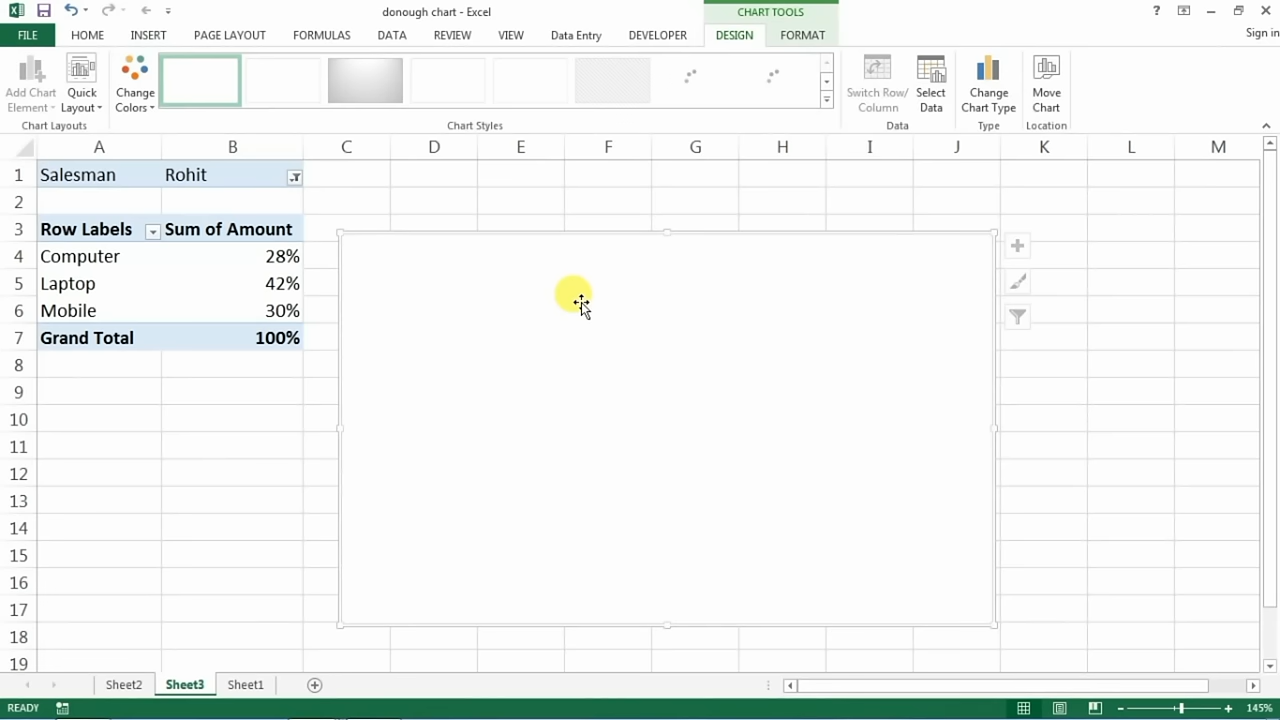 donough chart - Excel
CHART TOOLS
?
FILE HOME INSERT PAGE LAYOUT FORMULAS DATA REVIEW VIEW Data Entry DEVELOPER DESIGN FORMAT Sign in
Add Chart Element
Quick Layout
Change Colors
Switch Row/ Column
Select Data
Change Chart Type
Move Chart
Chart Layouts Chart Styles Data Type Location
A B C D E F G H I J K L M
1 Salesman Rohit
2
3 Row Labels Sum of Amount
4 Computer 28%
5 Laptop 42%
6 Mobile 30%
7 Grand Total 100%
8
9
10
11
12
13
14
15
16
17
18
19
Sheet2 Sheet3 Sheet1
READY 145%